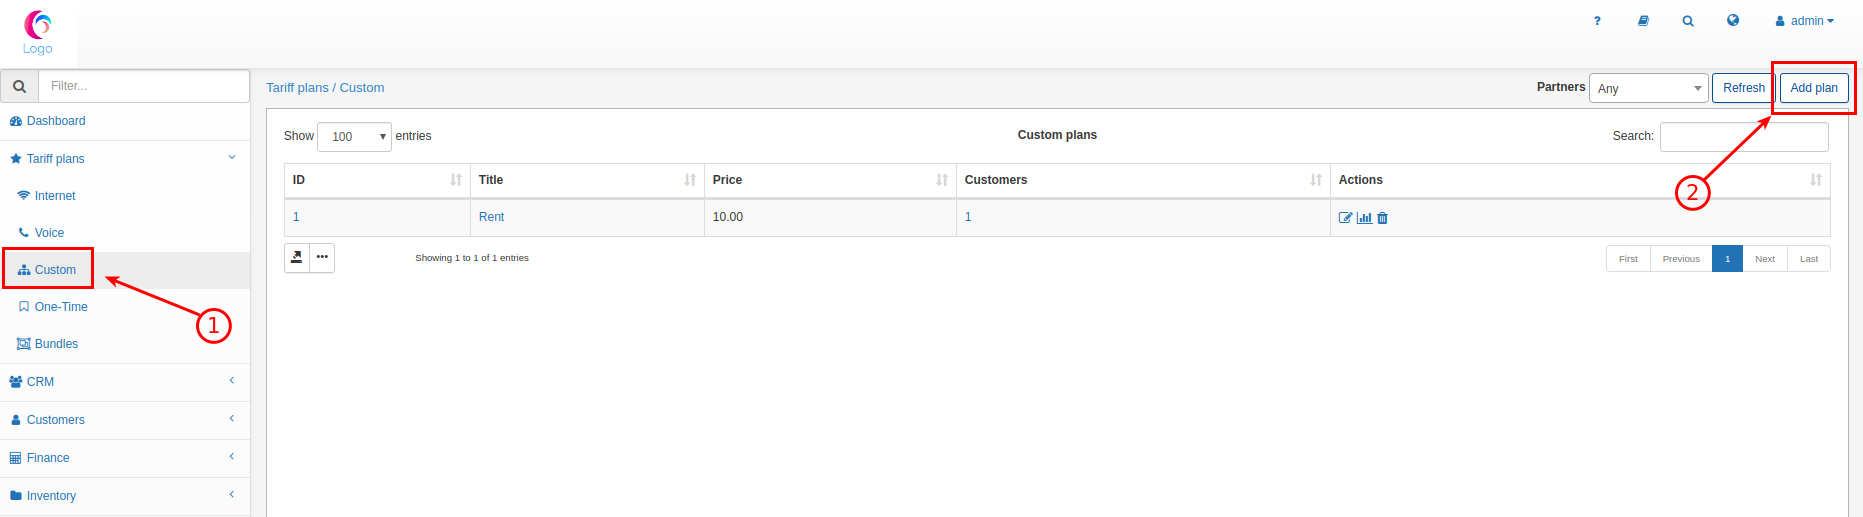 Logo
? admin
Filter...
Tariff plans / Custom
Partners Any Refresh Add plan
Dashboard
Tariff plans
Internet
Voice
Custom
One-Time
Bundles
CRM
Customers
Finance
Inventory
Show 100 entries
Custom plans
Search:
ID Title Price Customers Actions
1 Rent 10.00 1
Showing 1 to 1 of 1 entries
First Previous 1 Next Last
1
2